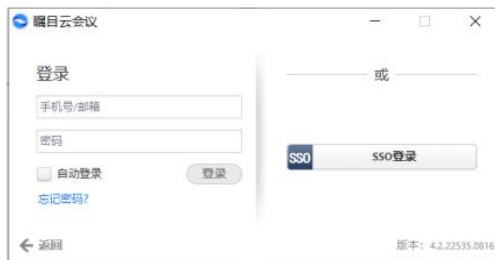 瞩目云会议
登录
手机号/邮箱
密码
自动登录
登录
忘记密码?
返回
或
SSO
SSO登录
版本: 4.2.22535.0816